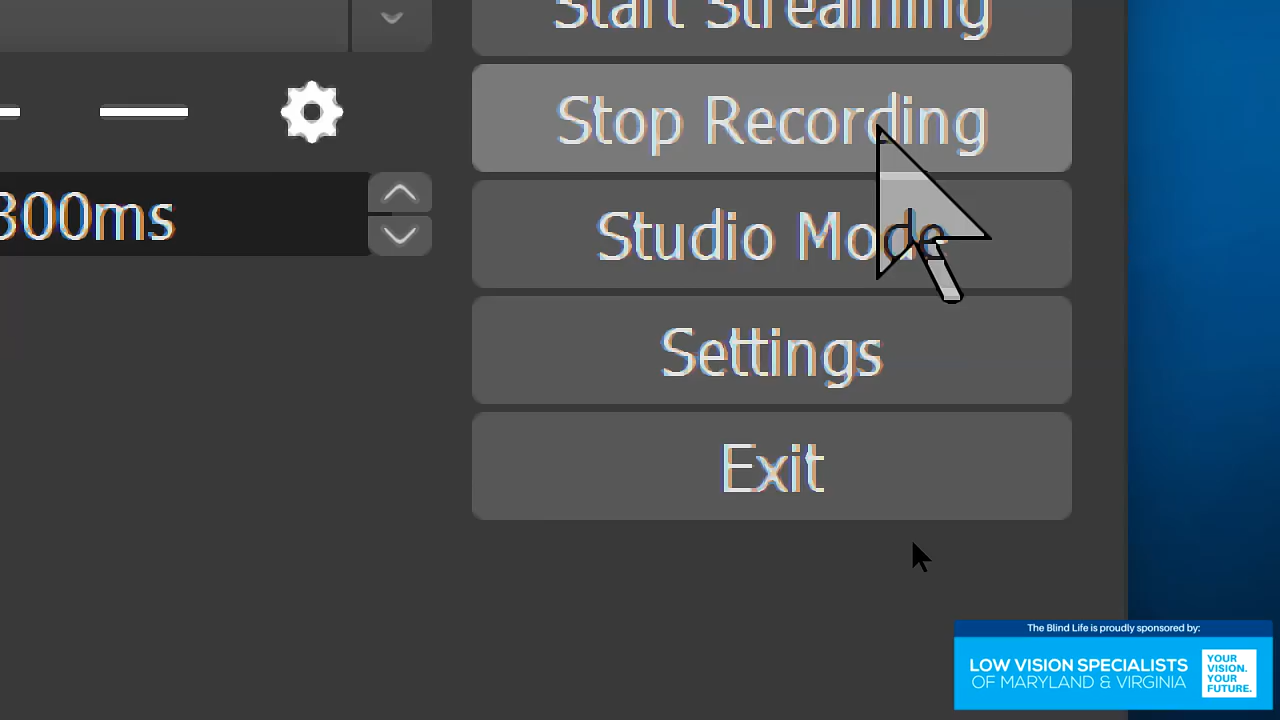 Start Streaming
Stop Recording
300ms
Studio Mode
Settings
Exit
The Blind Life is proudly sponsored by:
LOW VISION SPECIALISTS
OF MARYLAND & VIRGINIA
YOUR
VISION.
YOUR
FUTURE.